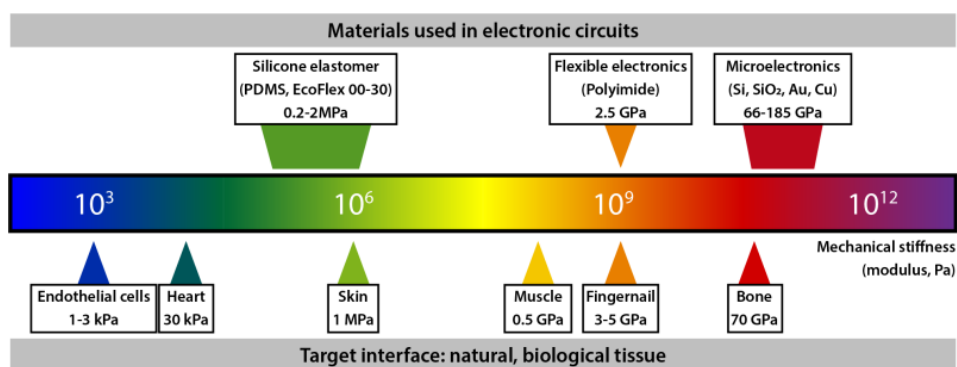 Materials used in electronic circuits
Silicone elastomer
(PDMS, EcoFlex 00-30)
0.2-2MPa
Flexible electronics
(Polyimide)
2.5 GPa
Microelectronics
(Si, SiO₂, Au, Cu)
66-185 GPa
10³ 10⁶ 10⁹ 10¹²
Mechanical stiffness
(modulus, Pa)
Endothelial cells
1-3 kPa
Heart
30 kPa
Skin
1 MPa
Muscle
0.5 GPa
Fingernail
3-5 GPa
Bone
70 GPa
Target interface: natural, biological tissue